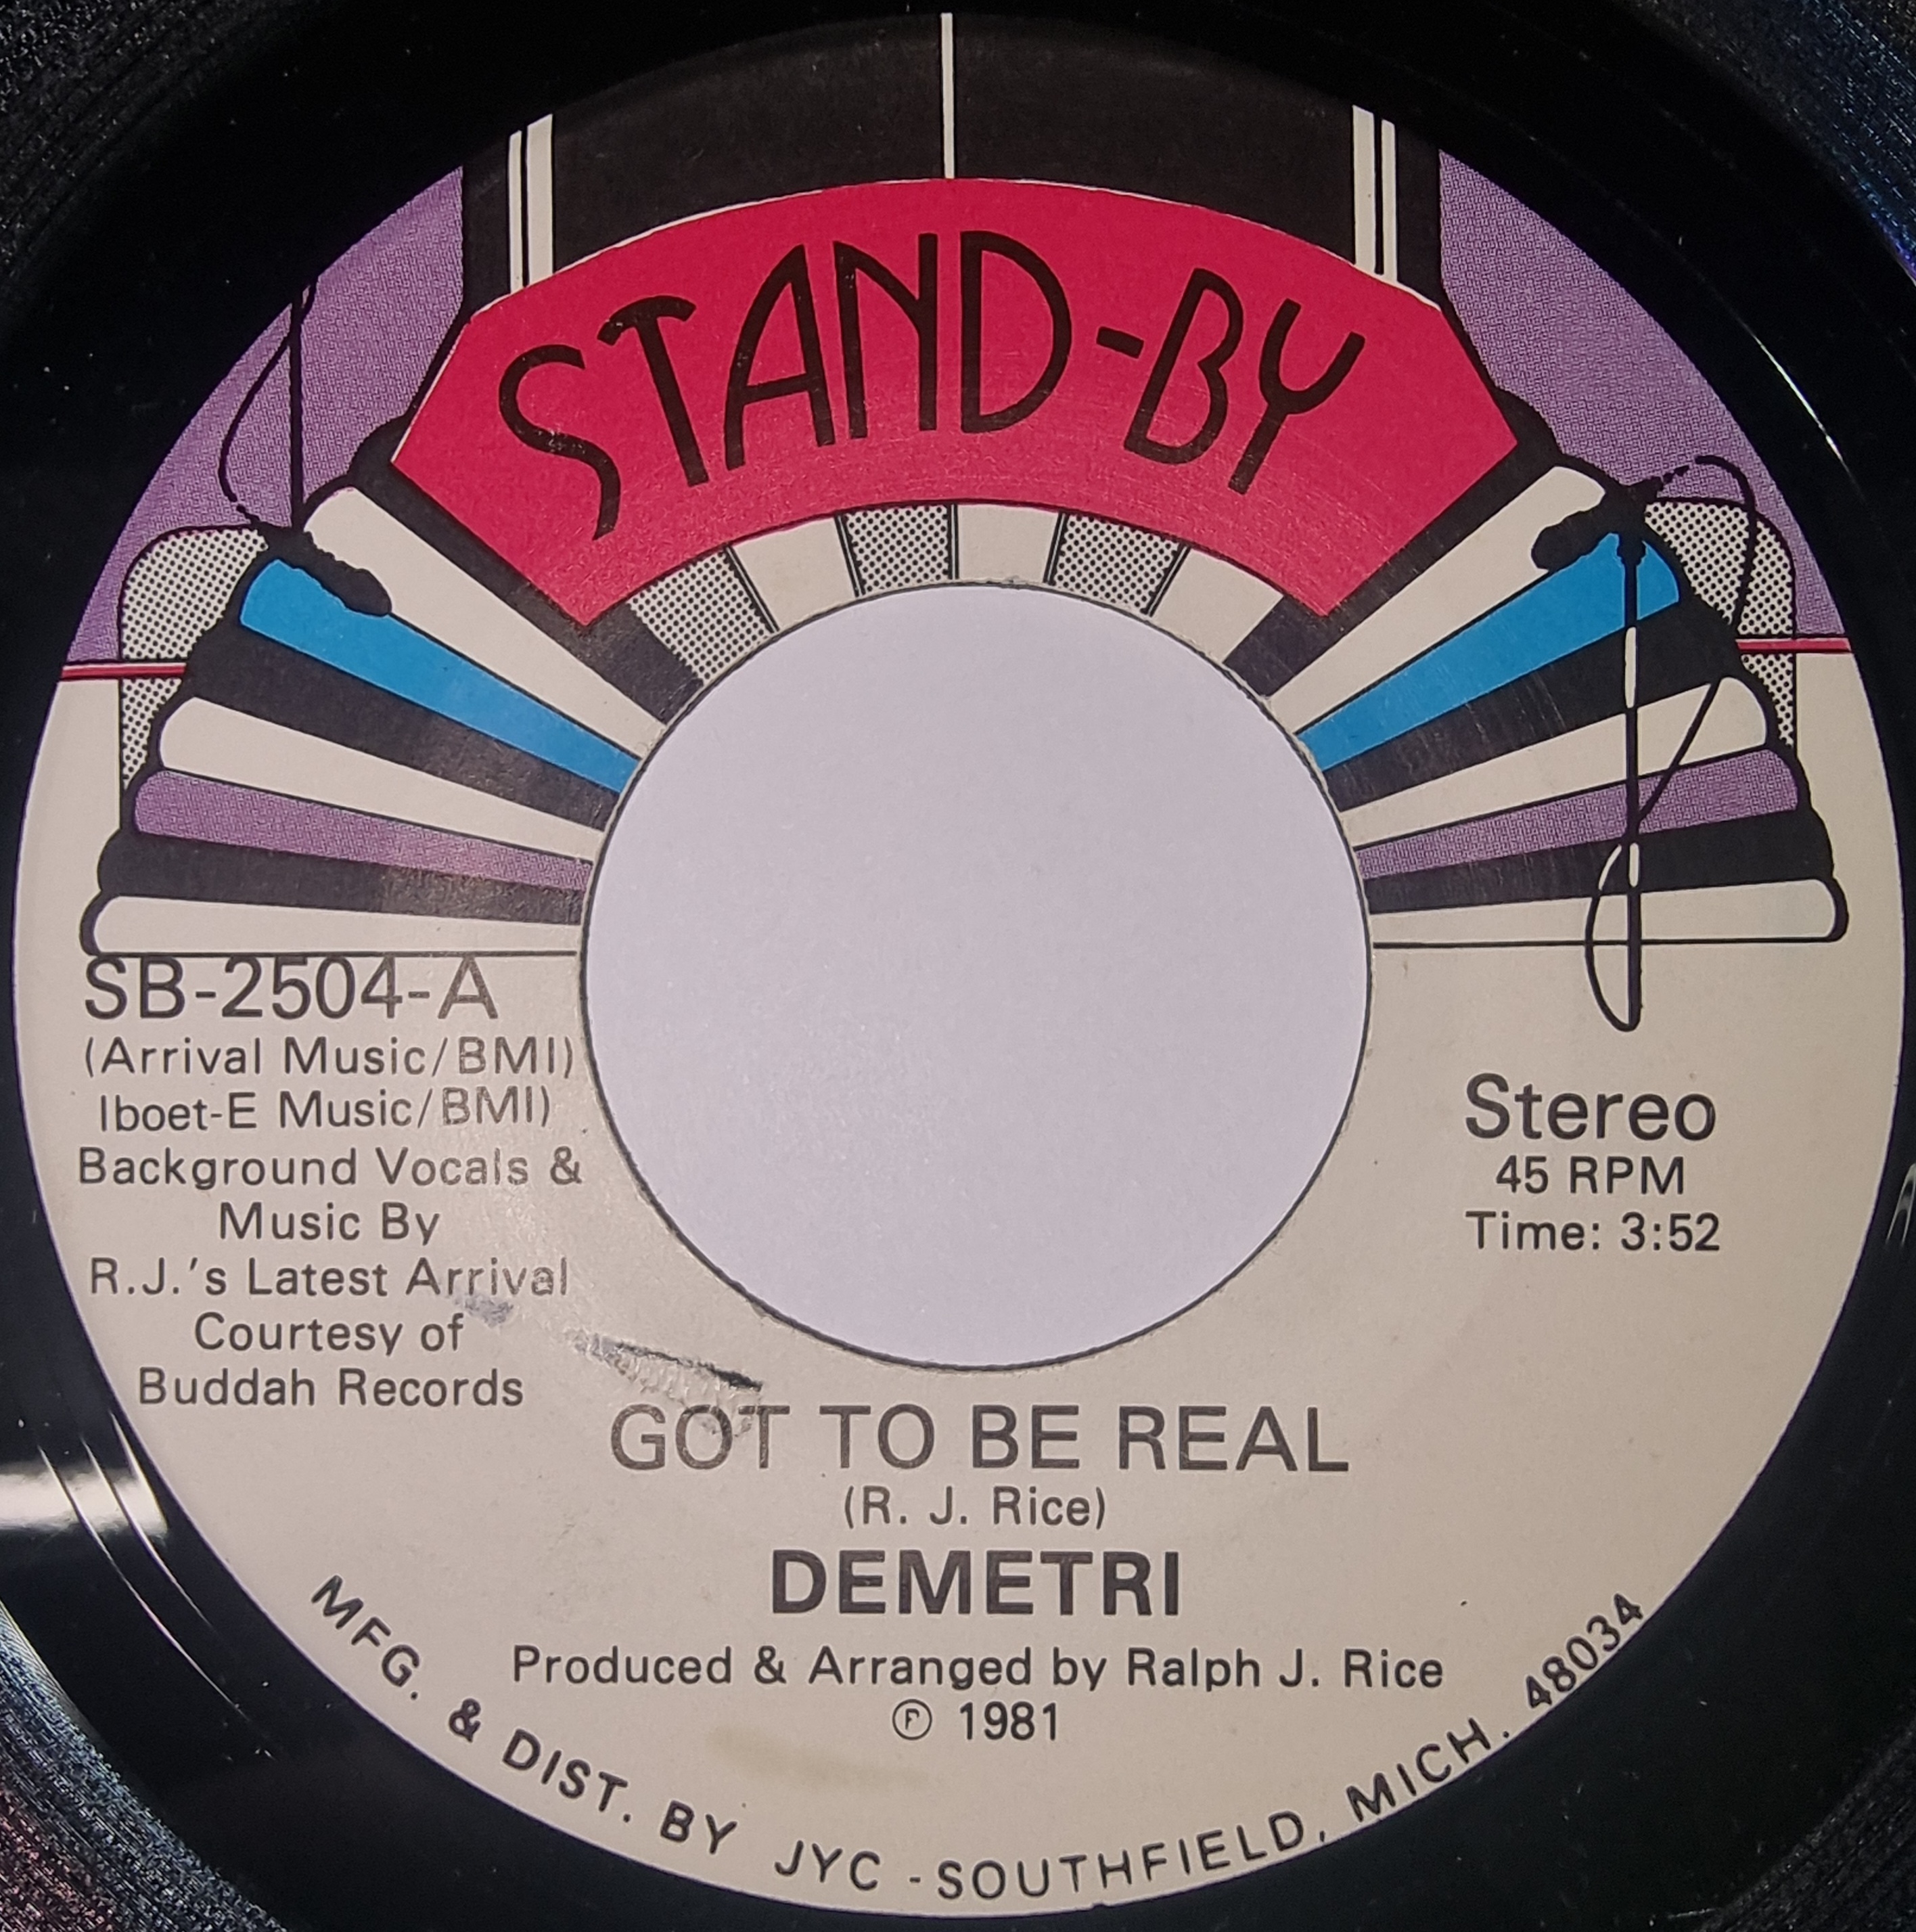 STAND-BY
SB-2504-A
(Arrival Music/BMI)
Iboet-E Music/BMI)
Background Vocals &
Music By
R.J.'s Latest Arrival
Courtesy of
Buddah Records
Stereo
45 RPM
Time: 3:52
GOT TO BE REAL
(R. J. Rice)
DEMETRI
Produced & Arranged by Ralph J. Rice
Ⓟ 1981
MFG. & DIST. BY JYC - SOUTHFIELD, MICH. 48034